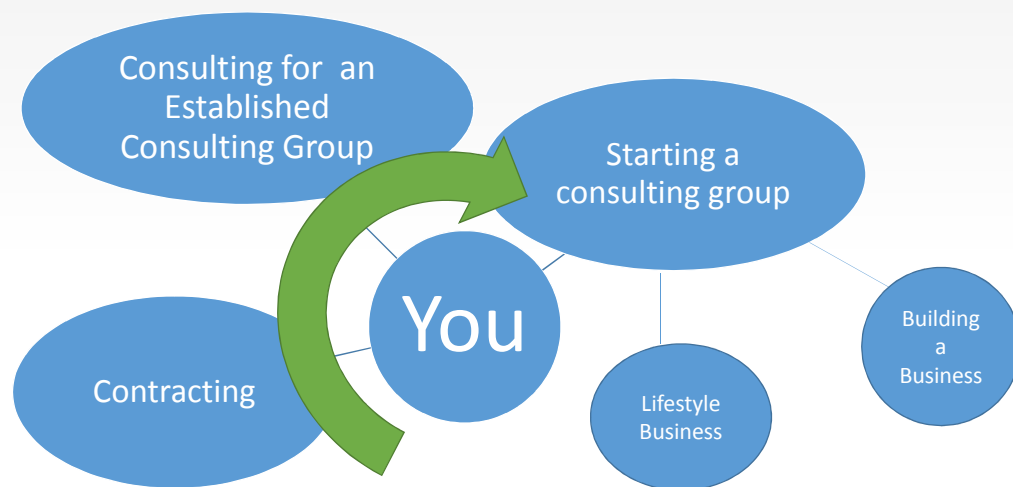 Consulting for an
Established
Consulting Group
Starting a
consulting group
You
Contracting
Building
a
Business
Lifestyle
Business